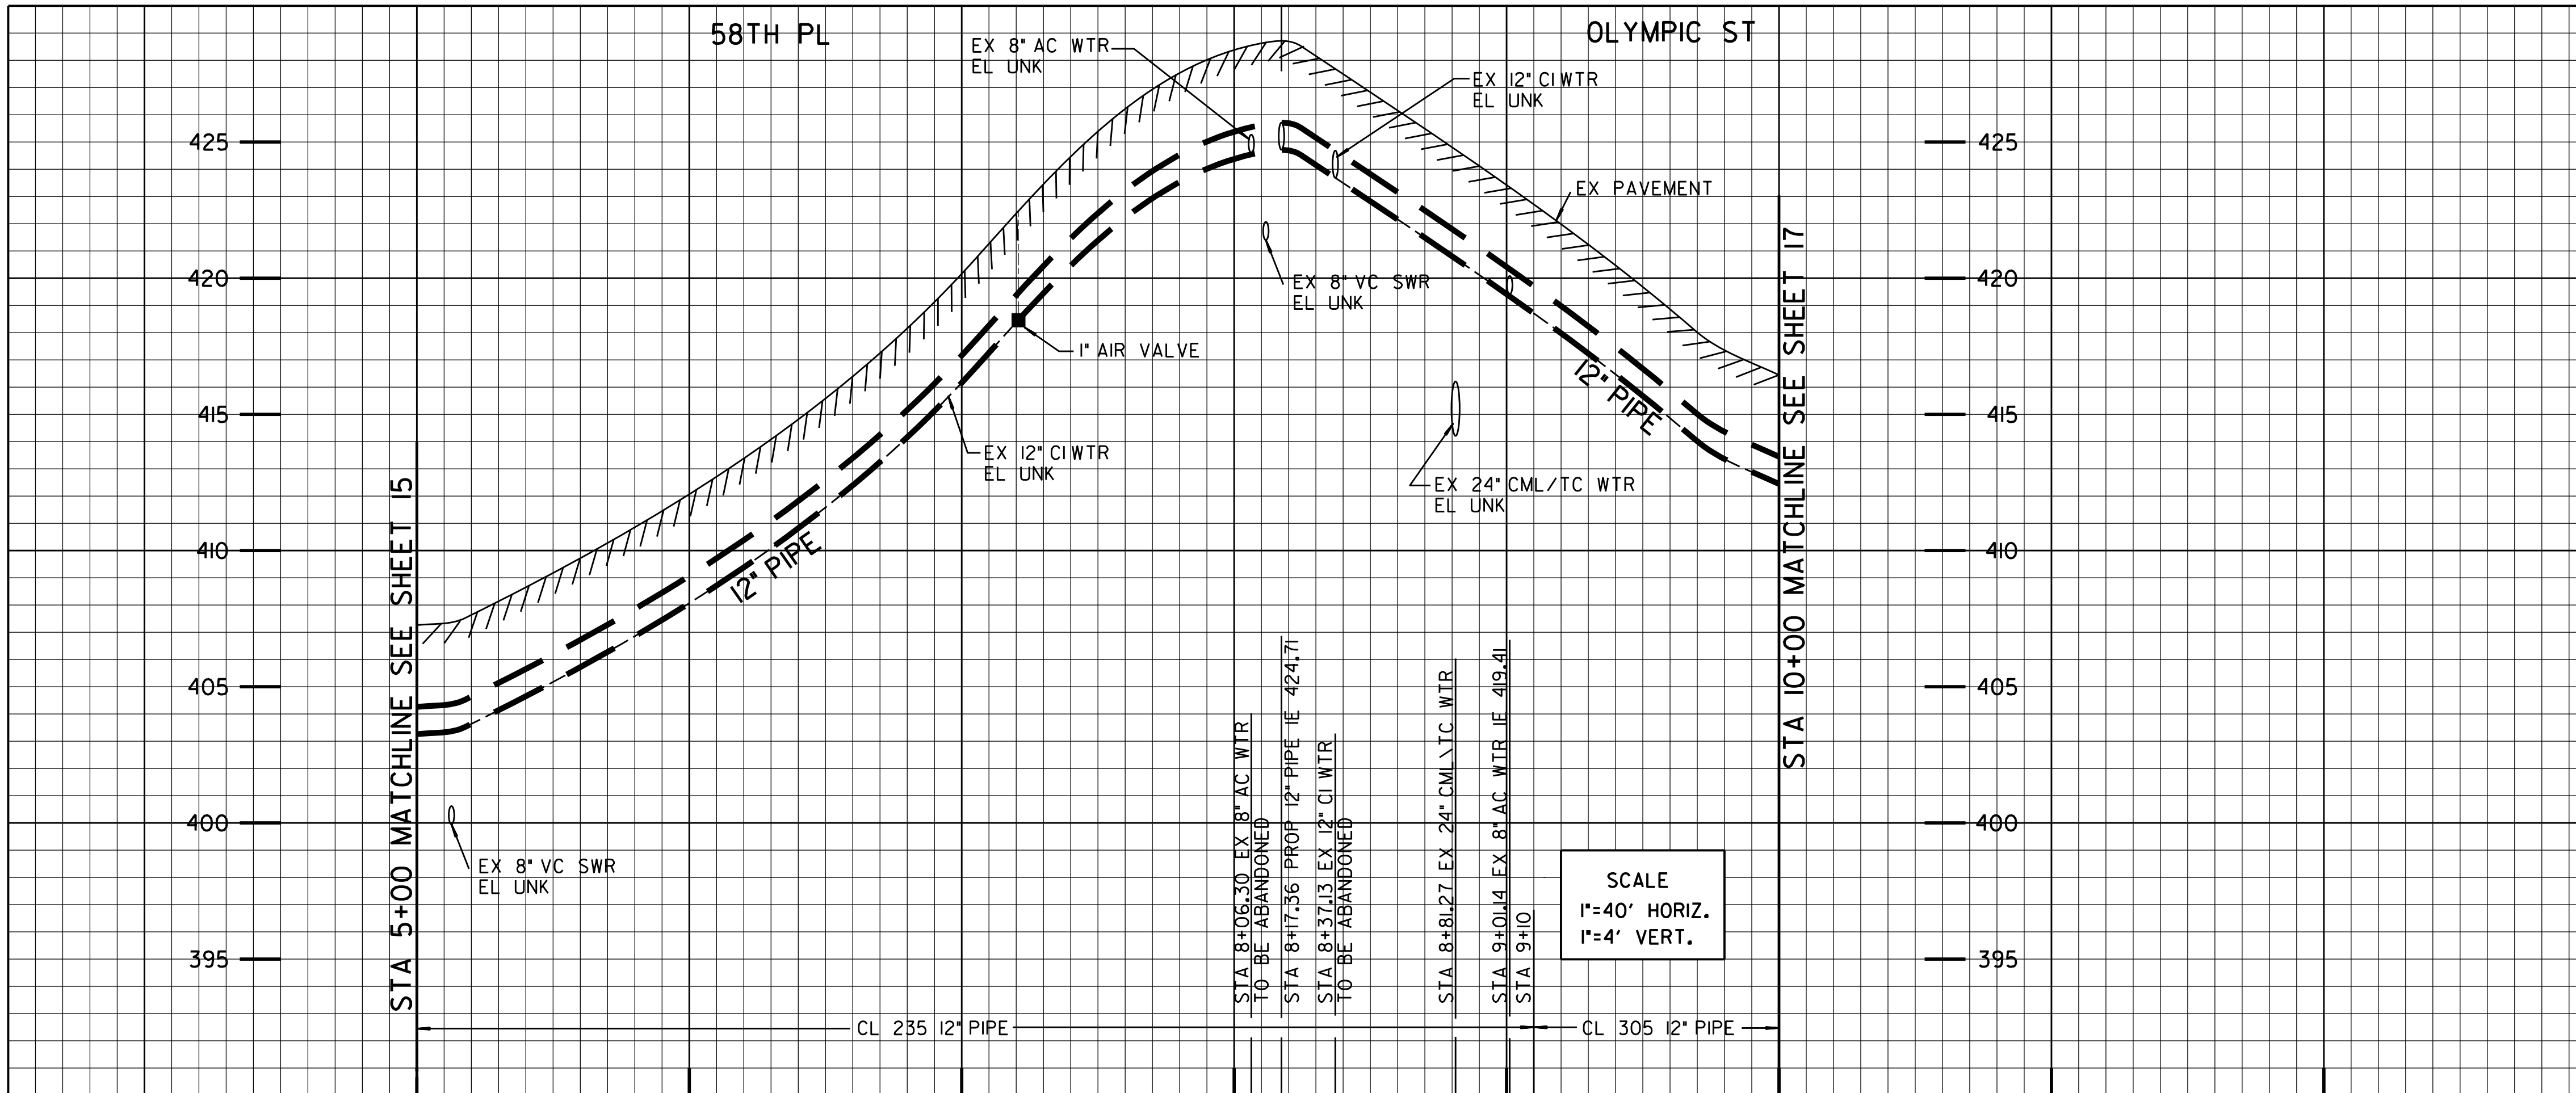 58TH PL
OLYMPIC ST
EX 8" AC WTR
EL UNK
EX 12" CI WTR
EL UNK
425
425
EX PAVEMENT
420
420
EX 8" VC SWR
EL UNK
1" AIR VALVE
12" PIPE
415
415
EX 12" CI WTR
EL UNK
EX 24" CML/TC WTR
EL UNK
410
410
12" PIPE
405
405
400
400
EX 8" VC SWR
EL UNK
395
395
STA 5+00 MATCHLINE SEE SHEET 15
STA 8+06.30 EX 8" AC WTR
TO BE ABANDONED
STA 8+17.36 PROP 12" PIPE IE 424.71
STA 8+37.13 EX 12" CI WTR
TO BE ABANDONED
STA 8+81.27 EX 24" CML\TC WTR
STA 9+01.14 EX 8" AC WTR IE 419.41
STA 9+10
STA 10+00 MATCHLINE SEE SHEET 17
SCALE
1"=40' HORIZ.
1"=4' VERT.
CL 235 12" PIPE
CL 305 12" PIPE